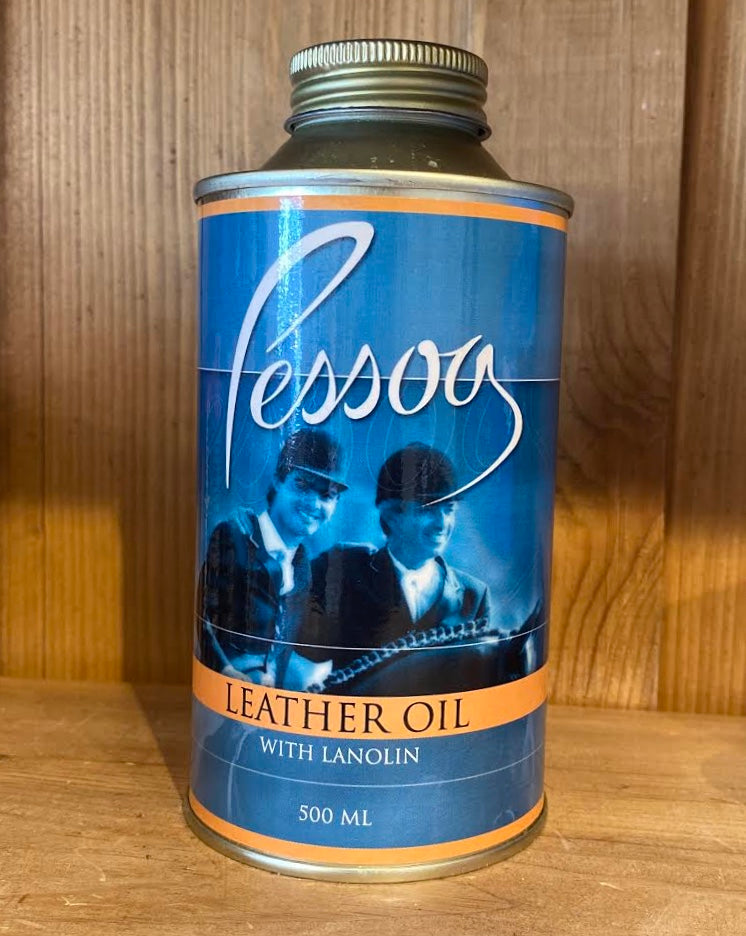 Pessoa
LEATHER OIL
WITH LANOLIN
500 ML